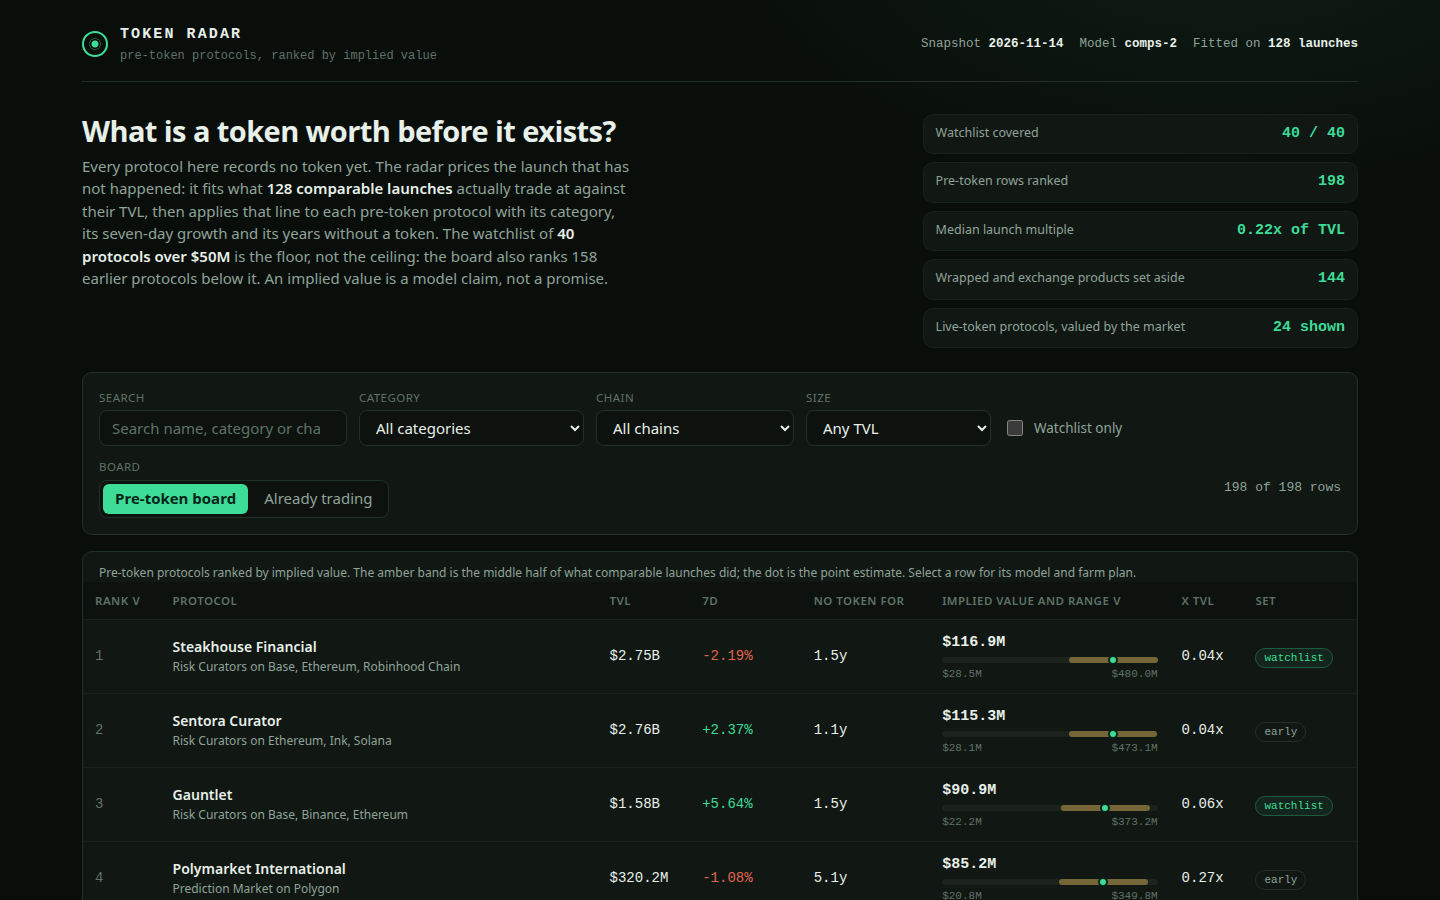 TOKEN RADAR
pre-token protocols, ranked by implied value
Snapshot 2026-11-14 Model comps-2 Fitted on 128 launches
What is a token worth before it exists?
Every protocol here records no token yet. The radar prices the launch that has
not happened: it fits what 128 comparable launches actually trade at against
their TVL, then applies that line to each pre-token protocol with its category,
its seven-day growth and its years without a token. The watchlist of 40
protocols over $50M is the floor, not the ceiling: the board also ranks 158
earlier protocols below it. An implied value is a model claim, not a promise.
Watchlist covered 40 / 40
Pre-token rows ranked 198
Median launch multiple 0.22x of TVL
Wrapped and exchange products set aside 144
Live-token protocols, valued by the market 24 shown
SEARCH CATEGORY CHAIN SIZE
Search name, category or cha All categories All chains Any TVL Watchlist only
BOARD
Pre-token board Already trading 198 of 198 rows
Pre-token protocols ranked by implied value. The amber band is the middle half of what comparable launches did; the dot is the point estimate. Select a row for its model and farm plan.
RANK V PROTOCOL TVL 7D NO TOKEN FOR IMPLIED VALUE AND RANGE V X TVL SET
1 Steakhouse Financial $2.75B -2.19% 1.5y $116.9M 0.04x watchlist
Risk Curators on Base, Ethereum, Robinhood Chain $28.5M $480.0M
2 Sentora Curator $2.76B +2.37% 1.1y $115.3M 0.04x early
Risk Curators on Ethereum, Ink, Solana $28.1M $473.1M
3 Gauntlet $1.58B +5.64% 1.5y $90.9M 0.06x watchlist
Risk Curators on Base, Binance, Ethereum $22.2M $373.2M
4 Polymarket International $320.2M -1.08% 5.1y $85.2M 0.27x early
Prediction Market on Polygon $20.8M $349.8M